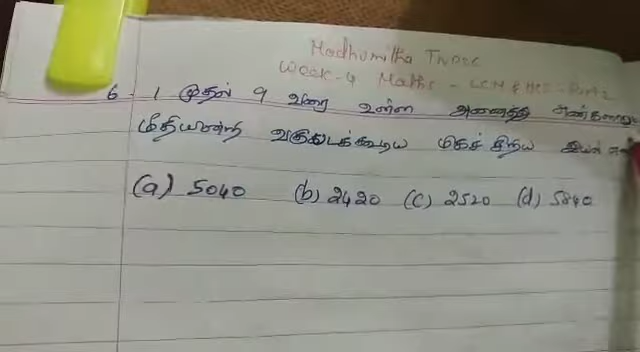 Madhumitha TNPSC
Week-4 Maths - LCM & HCF - Part 2
6. 1 முதல் 9 வரை உள்ள அனைத்து எண்களாலும்
மீதியின்றி வகுபடக்கூடிய மிகச் சிறிய இயல்
(a) 5040 (b) 2420 (c) 2520 (d) 5840